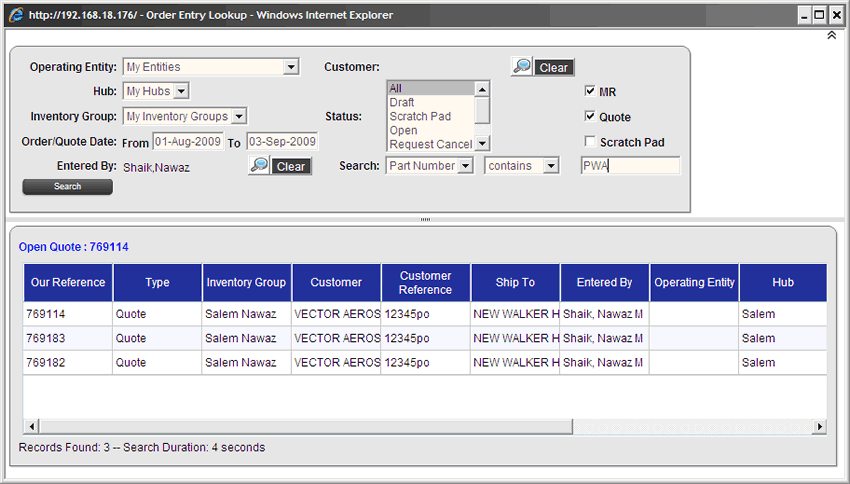 http://192.168.18.176/ - Order Entry Lookup - Windows Internet Explorer
Operating Entity: My Entities Customer: Clear
Hub: My Hubs All MR
Draft
Inventory Group: My Inventory Groups Status: Scratch Pad Quote
Open
Order/Quote Date: From 01-Aug-2009 To 03-Sep-2009 Request Cancel Scratch Pad
Entered By: Shaik,Nawaz Clear Search: Part Number contains PWA
Search
Open Quote : 769114
Our Reference Type Inventory Group Customer Customer Reference Ship To Entered By Operating Entity Hub
769114 Quote Salem Nawaz VECTOR AEROS 12345po NEW WALKER H Shaik, Nawaz M Salem
769183 Quote Salem Nawaz VECTOR AEROS 12345po NEW WALKER H Shaik, Nawaz M Salem
769182 Quote Salem Nawaz VECTOR AEROS 12345po NEW WALKER H Shaik, Nawaz M Salem
Records Found: 3 -- Search Duration: 4 seconds